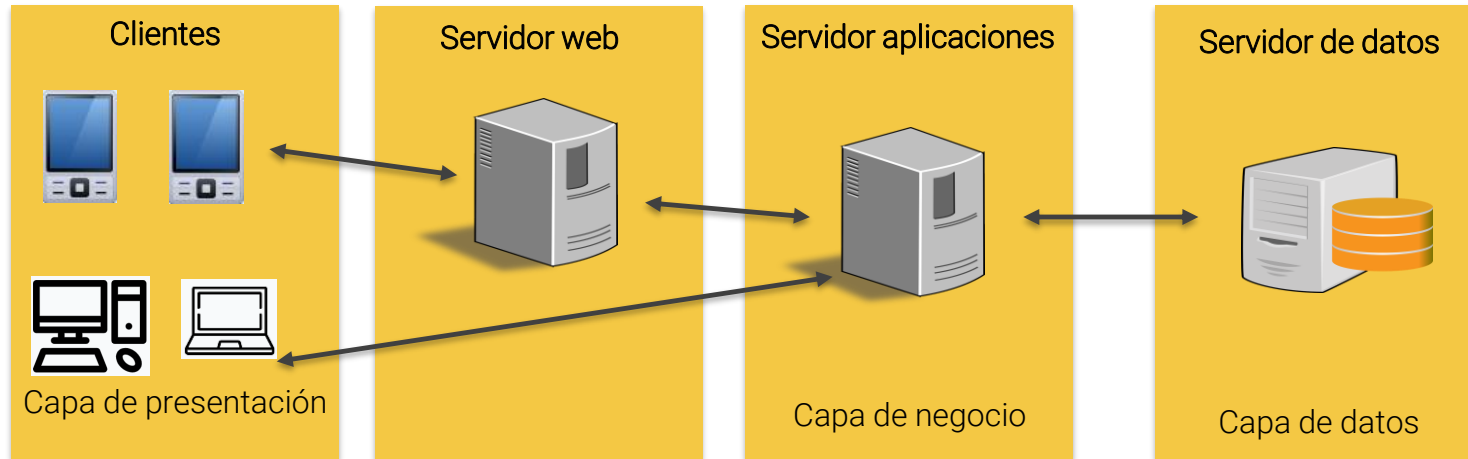 Clientes
Servidor web
Servidor aplicaciones
Servidor de datos
Capa de presentación
Capa de negocio
Capa de datos